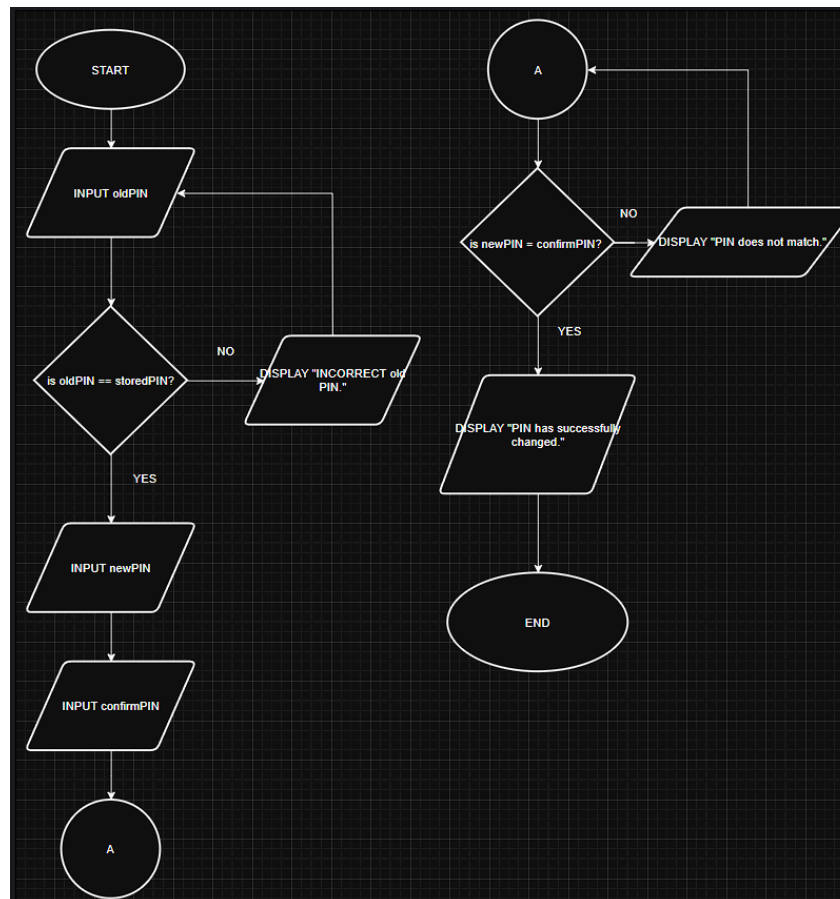 START
INPUT oldPIN
is oldPIN == storedPIN?
NO
DISPLAY "INCORRECT old
PIN."
YES
INPUT newPIN
INPUT confirmPIN
A
A
is newPIN = confirmPIN?
NO
DISPLAY "PIN does not match."
YES
DISPLAY "PIN has successfully
changed."
END